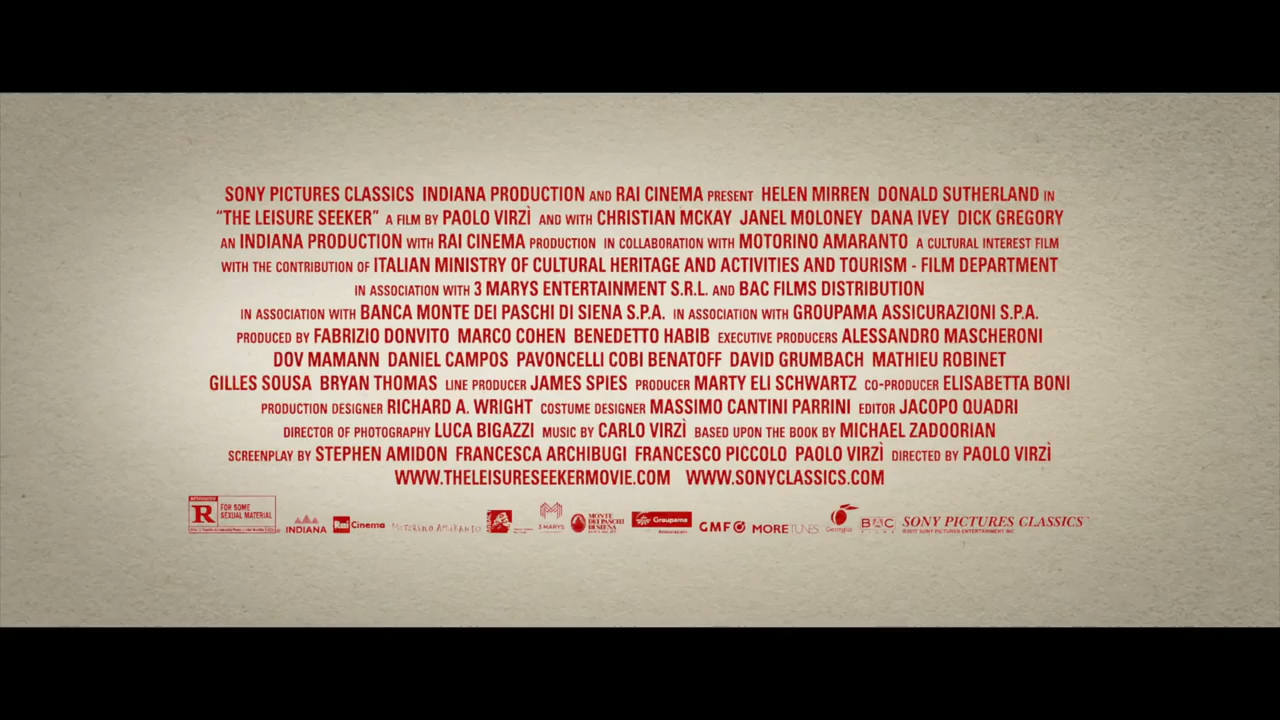 SONY PICTURES CLASSICS INDIANA PRODUCTION AND RAI CINEMA PRESENT HELEN MIRREN DONALD SUTHERLAND IN
"THE LEISURE SEEKER" A FILM BY PAOLO VIRZÌ AND WITH CHRISTIAN MCKAY JANEL MOLONEY DANA IVEY DICK GREGORY
AN INDIANA PRODUCTION WITH RAI CINEMA PRODUCTION IN COLLABORATION WITH MOTORINO AMARANTO A CULTURAL INTEREST FILM
WITH THE CONTRIBUTION OF ITALIAN MINISTRY OF CULTURAL HERITAGE AND ACTIVITIES AND TOURISM - FILM DEPARTMENT
IN ASSOCIATION WITH 3 MARYS ENTERTAINMENT S.R.L. AND BAC FILMS DISTRIBUTION
IN ASSOCIATION WITH BANCA MONTE DEI PASCHI DI SIENA S.P.A. IN ASSOCIATION WITH GROUPAMA ASSICURAZIONI S.P.A.
PRODUCED BY FABRIZIO DONVITO MARCO COHEN BENEDETTO HABIB EXECUTIVE PRODUCERS ALESSANDRO MASCHERONI
DOV MAMANN DANIEL CAMPOS PAVONCELLI COBI BENATOFF DAVID GRUMBACH MATHIEU ROBINET
GILLES SOUSA BRYAN THOMAS LINE PRODUCER JAMES SPIES PRODUCER MARTY ELI SCHWARTZ CO-PRODUCER ELISABETTA BONI
PRODUCTION DESIGNER RICHARD A. WRIGHT COSTUME DESIGNER MASSIMO CANTINI PARRINI EDITOR JACOPO QUADRI
DIRECTOR OF PHOTOGRAPHY LUCA BIGAZZI MUSIC BY CARLO VIRZÌ BASED UPON THE BOOK BY MICHAEL ZADOORIAN
SCREENPLAY BY STEPHEN AMIDON FRANCESCA ARCHIBUGI FRANCESCO PICCOLO PAOLO VIRZÌ DIRECTED BY PAOLO VIRZÌ
WWW.THELEISURESEEKERMOVIE.COM WWW.SONYCLASSICS.COM
RESTRICTED
R FOR SOME SEXUAL MATERIAL
INDIANA
Rai Cinema
MOTORINO AMARANTO
3 MARYS
MONTE DEI PASCHI DI SIENA
Groupama
GMF
MORETUNES
Georgia
BAC
SONY PICTURES CLASSICS